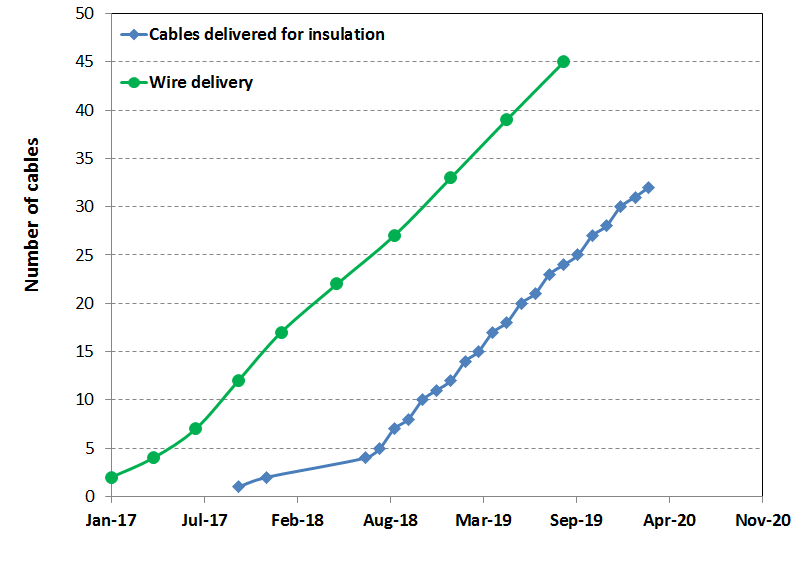 50
45
40
35
30
25
20
15
10
5
0
Number of cables
Cables delivered for insulation
Wire delivery
Jan-17 Jul-17 Feb-18 Aug-18 Mar-19 Sep-19 Apr-20 Nov-20